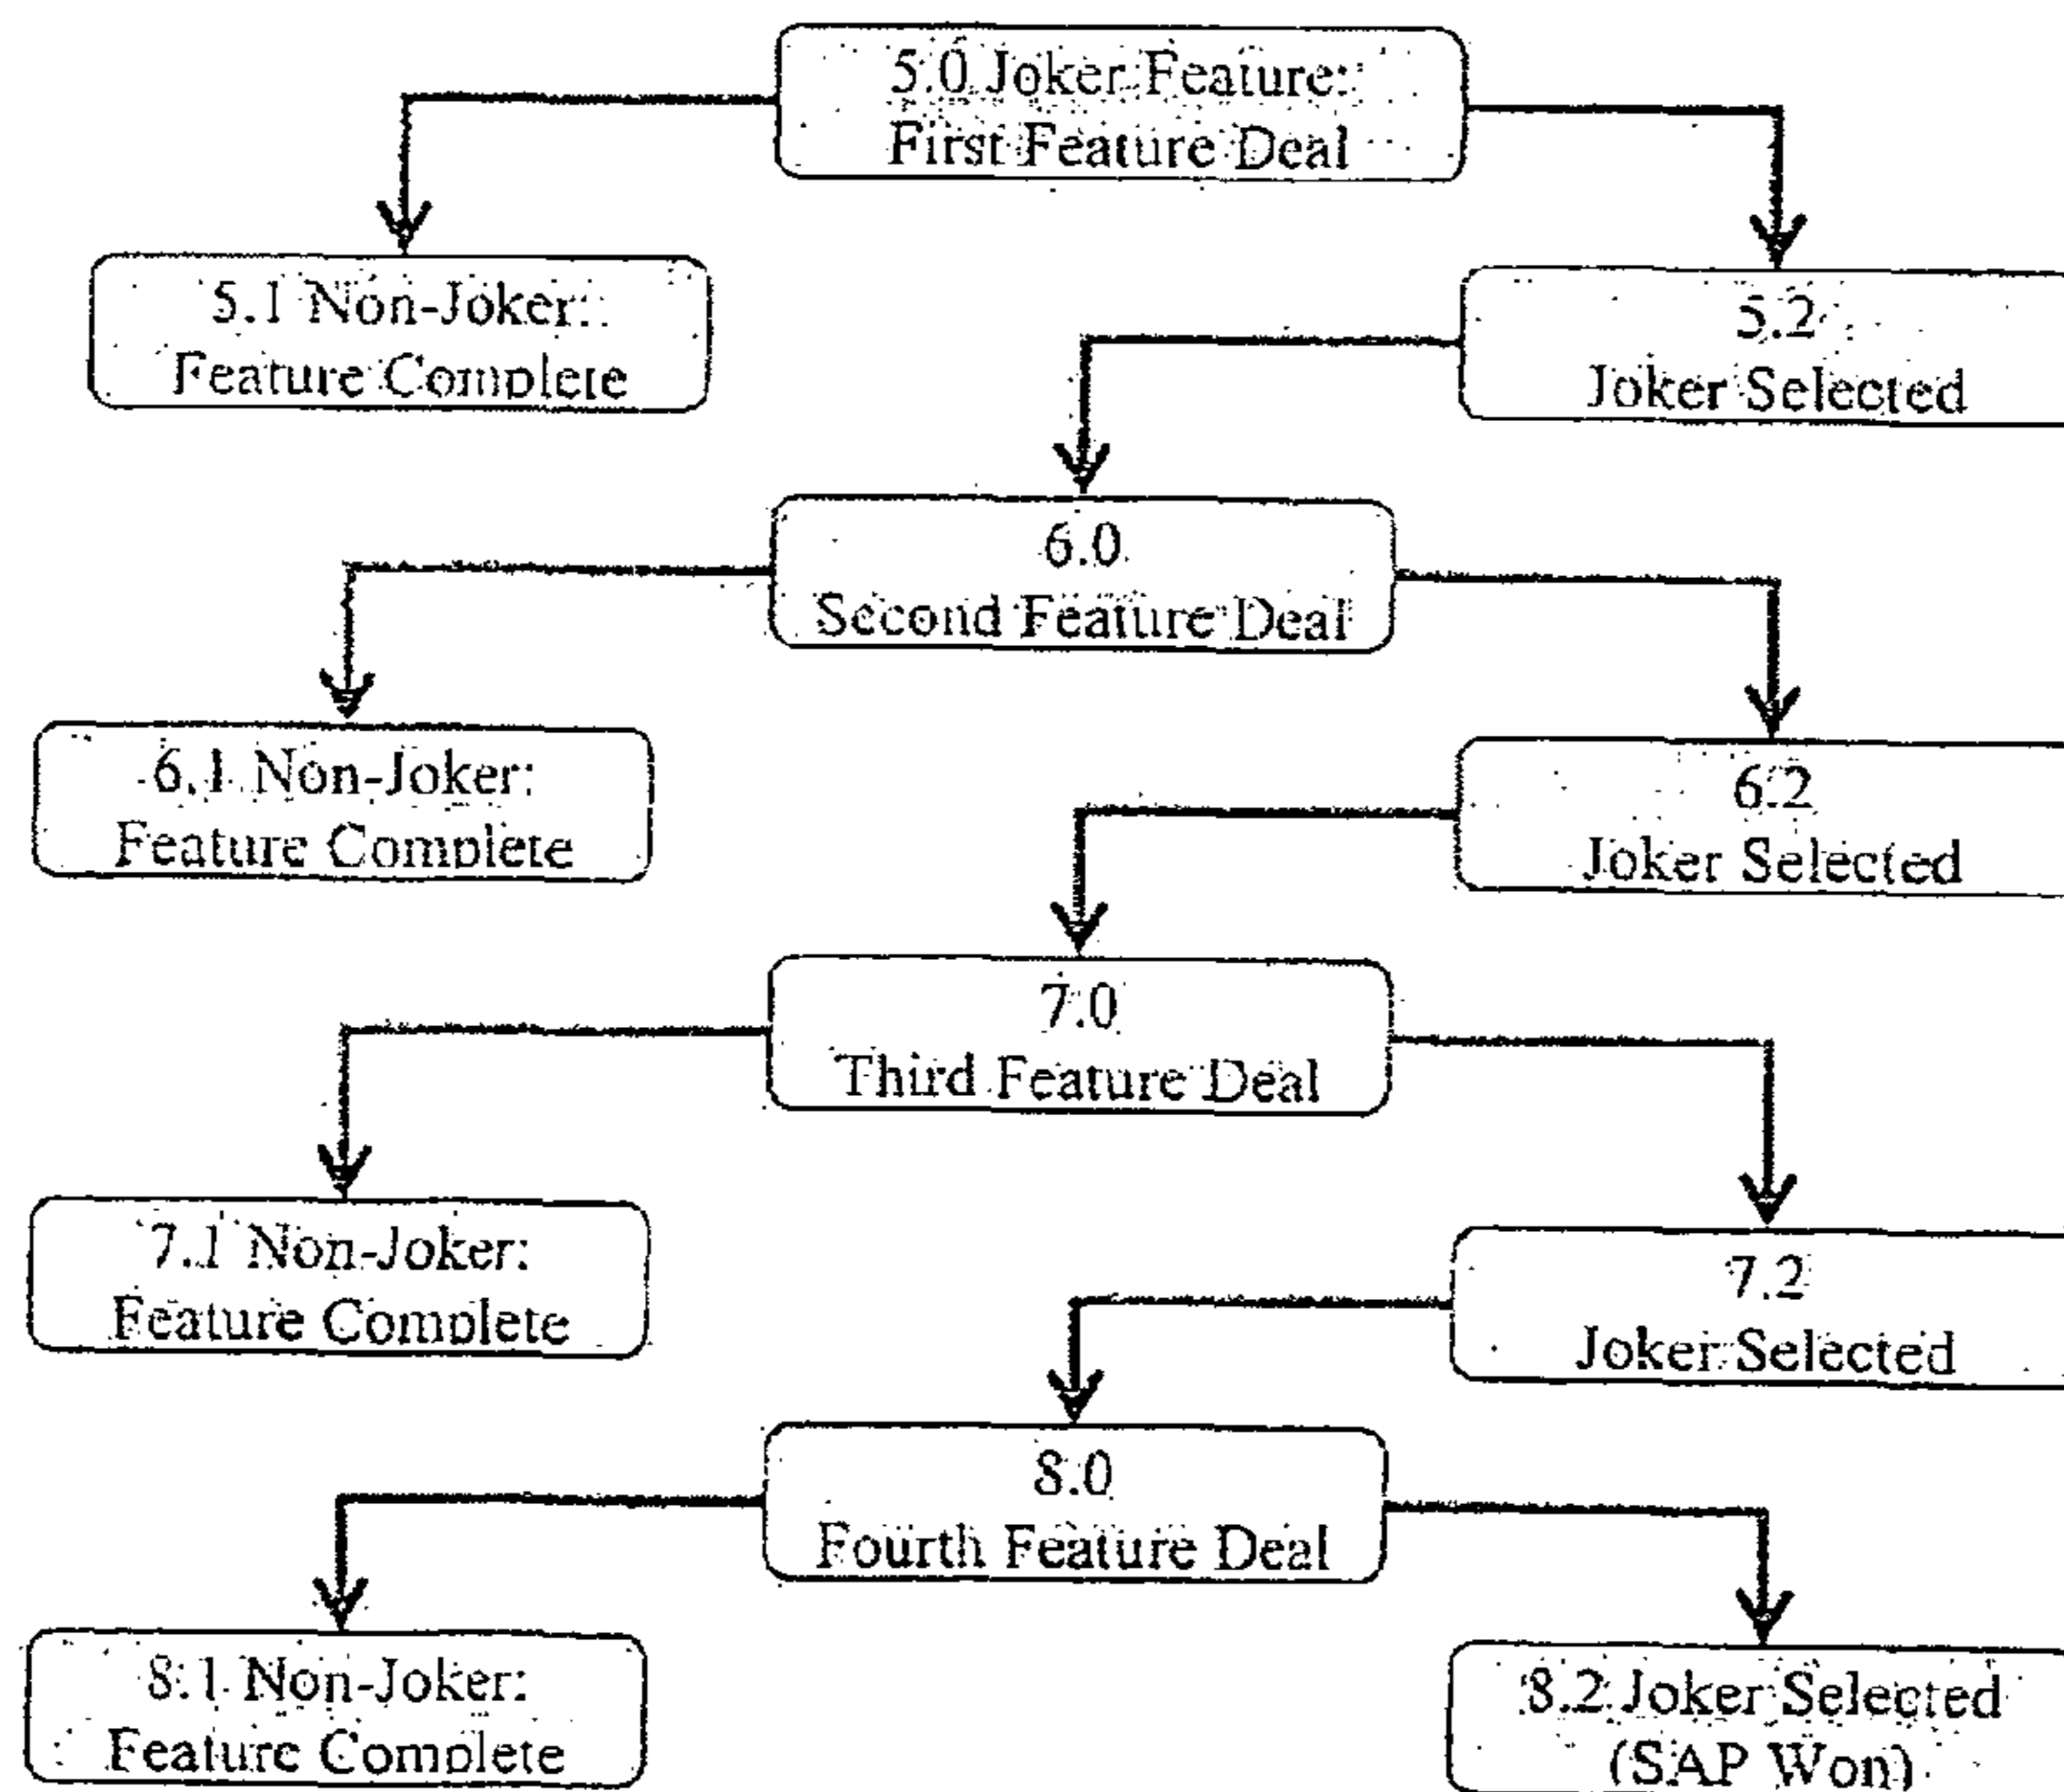 5.0 Joker Feature:
First Feature Deal
5.1 Non-Joker:
Feature Complete
5.2
Joker Selected
6.0
Second Feature Deal
6.1 Non-Joker:
Feature Complete
6.2
Joker Selected
7.0
Third Feature Deal
7.1 Non-Joker:
Feature Complete
7.2
Joker Selected
8.0
Fourth Feature Deal
8.1 Non-Joker:
Feature Complete
8.2 Joker Selected
(SAP Won)